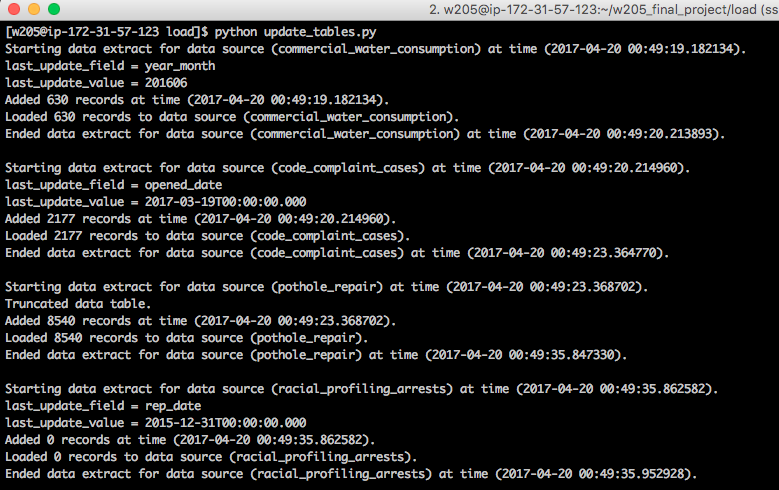 2. w205@ip-172-31-57-123:~/w205_final_project/load (ss
[w205@ip-172-31-57-123 load]$ python update_tables.py
Starting data extract for data source (commercial_water_consumption) at time (2017-04-20 00:49:19.182134).
last_update_field = year_month
last_update_value = 201606
Added 630 records at time (2017-04-20 00:49:19.182134).
Loaded 630 records to data source (commercial_water_consumption).
Ended data extract for data source (commercial_water_consumption) at time (2017-04-20 00:49:20.213893).
Starting data extract for data source (code_complaint_cases) at time (2017-04-20 00:49:20.214960).
last_update_field = opened_date
last_update_value = 2017-03-19T00:00:00.000
Added 2177 records at time (2017-04-20 00:49:20.214960).
Loaded 2177 records to data source (code_complaint_cases).
Ended data extract for data source (code_complaint_cases) at time (2017-04-20 00:49:23.364770).
Starting data extract for data source (pothole_repair) at time (2017-04-20 00:49:23.368702).
Truncated data table.
Added 8540 records at time (2017-04-20 00:49:23.368702).
Loaded 8540 records to data source (pothole_repair).
Ended data extract for data source (pothole_repair) at time (2017-04-20 00:49:35.847330).
Starting data extract for data source (racial_profiling_arrests) at time (2017-04-20 00:49:35.862582).
last_update_field = rep_date
last_update_value = 2015-12-31T00:00:00.000
Added 0 records at time (2017-04-20 00:49:35.862582).
Loaded 0 records to data source (racial_profiling_arrests).
Ended data extract for data source (racial_profiling_arrests) at time (2017-04-20 00:49:35.952928).